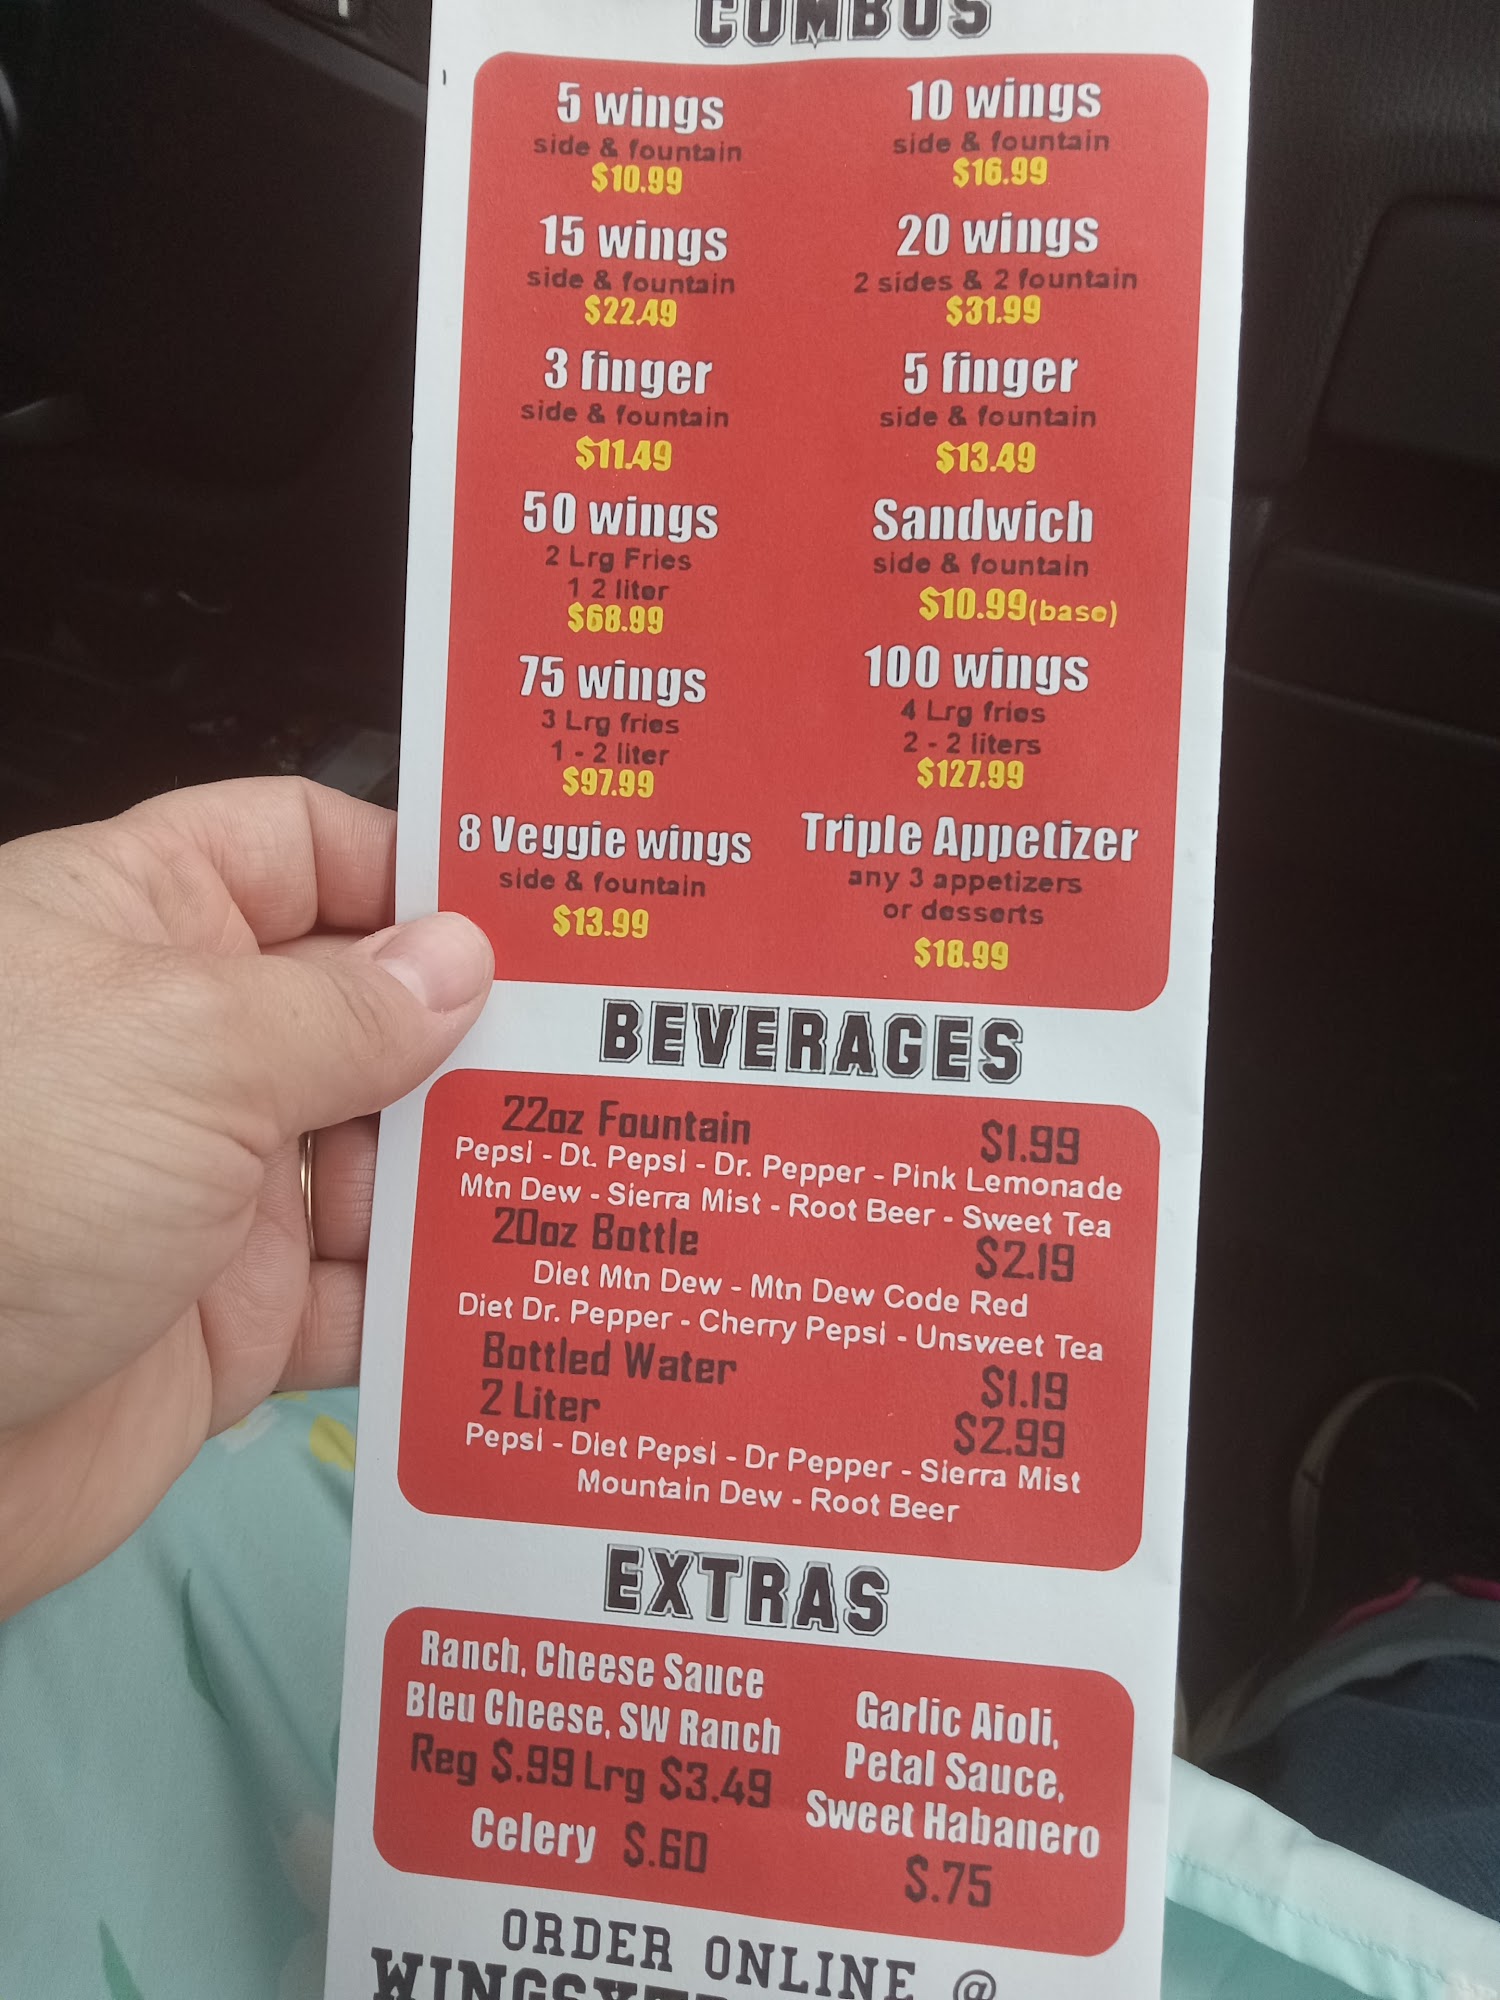 COMBOS
5 wings
side & fountain
$10.99
10 wings
side & fountain
$16.99
15 wings
side & fountain
$22.49
20 wings
2 sides & 2 fountain
$31.99
3 finger
side & fountain
$11.49
5 finger
side & fountain
$13.49
50 wings
2 Lrg Fries
1 2 liter
$68.99
Sandwich
side & fountain
$10.99(base)
75 wings
3 Lrg fries
1 - 2 liter
$97.99
100 wings
4 Lrg fries
2 - 2 liters
$127.99
8 Veggie wings
side & fountain
$13.99
Triple Appetizer
any 3 appetizers
or desserts
$18.99
BEVERAGES
22oz Fountain $1.99
Pepsi - Dt. Pepsi - Dr. Pepper - Pink Lemonade
Mtn Dew - Sierra Mist - Root Beer - Sweet Tea
20oz Bottle $2.19
Diet Mtn Dew - Mtn Dew Code Red
Diet Dr. Pepper - Cherry Pepsi - Unsweet Tea
Bottled Water $1.19
2 Liter $2.99
Pepsi - Diet Pepsi - Dr Pepper - Sierra Mist
Mountain Dew - Root Beer
EXTRAS
Ranch, Cheese Sauce
Bleu Cheese, SW Ranch
Reg $.99 Lrg $3.49
Celery $.60
Garlic Aioli,
Petal Sauce,
Sweet Habanero
$.75
ORDER ONLINE @